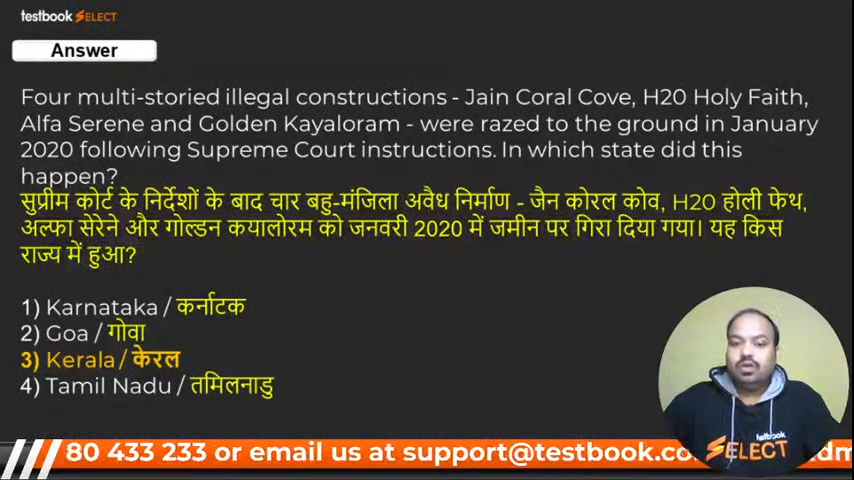 testbook SELECT
Answer
Four multi-storied illegal constructions - Jain Coral Cove, H20 Holy Faith,
Alfa Serene and Golden Kayaloram - were razed to the ground in January
2020 following Supreme Court instructions. In which state did this
happen?
सुप्रीम कोर्ट के निर्देशों के बाद चार बहु-मंजिला अवैध निर्माण - जैन कोरल कोव, H20 होली फेथ,
अल्फा सेरेने और गोल्डन कयालोरम को जनवरी 2020 में जमीन पर गिरा दिया गया। यह किस
राज्य में हुआ?
1) Karnataka / कर्नाटक
2) Goa / गोवा
3) Kerala / केरल
4) Tamil Nadu / तमिलनाडु
testbook
SELECT
80 433 233 or email us at support@testbook.co